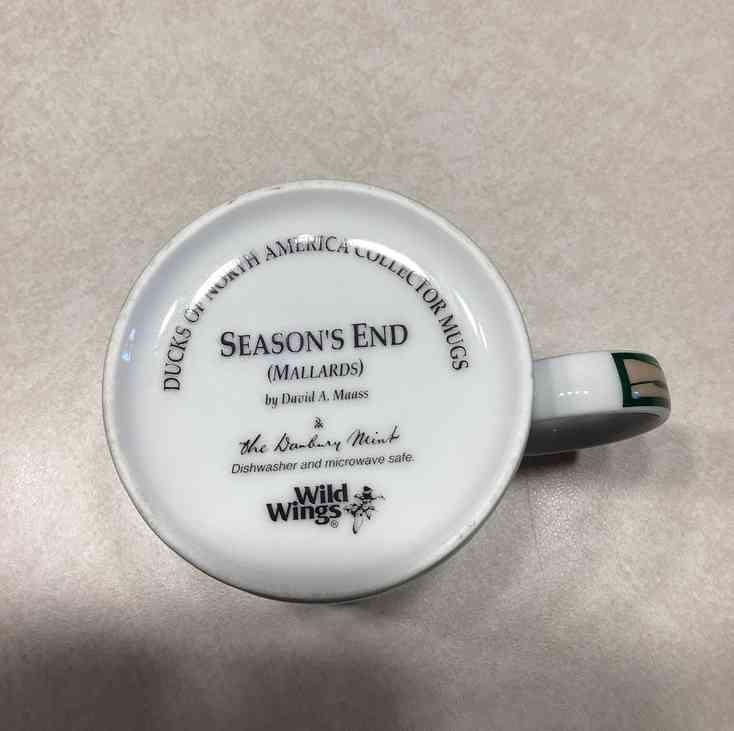 DUCKS OF NORTH AMERICA COLLECTOR MUGS
SEASON'S END
(MALLARDS)
by David A. Maass
&
the Danbury Mint
Dishwasher and microwave safe.
Wild
Wings®